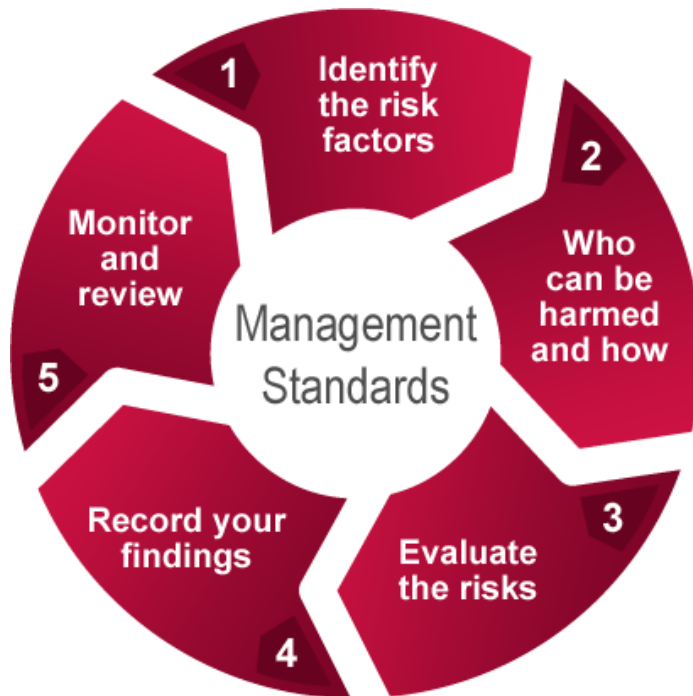 1
Identify
the risk
factors
2
Who
can be
harmed
and how
3
Evaluate
the risks
4
Record your
findings
5
Monitor
and
review
Management
Standards